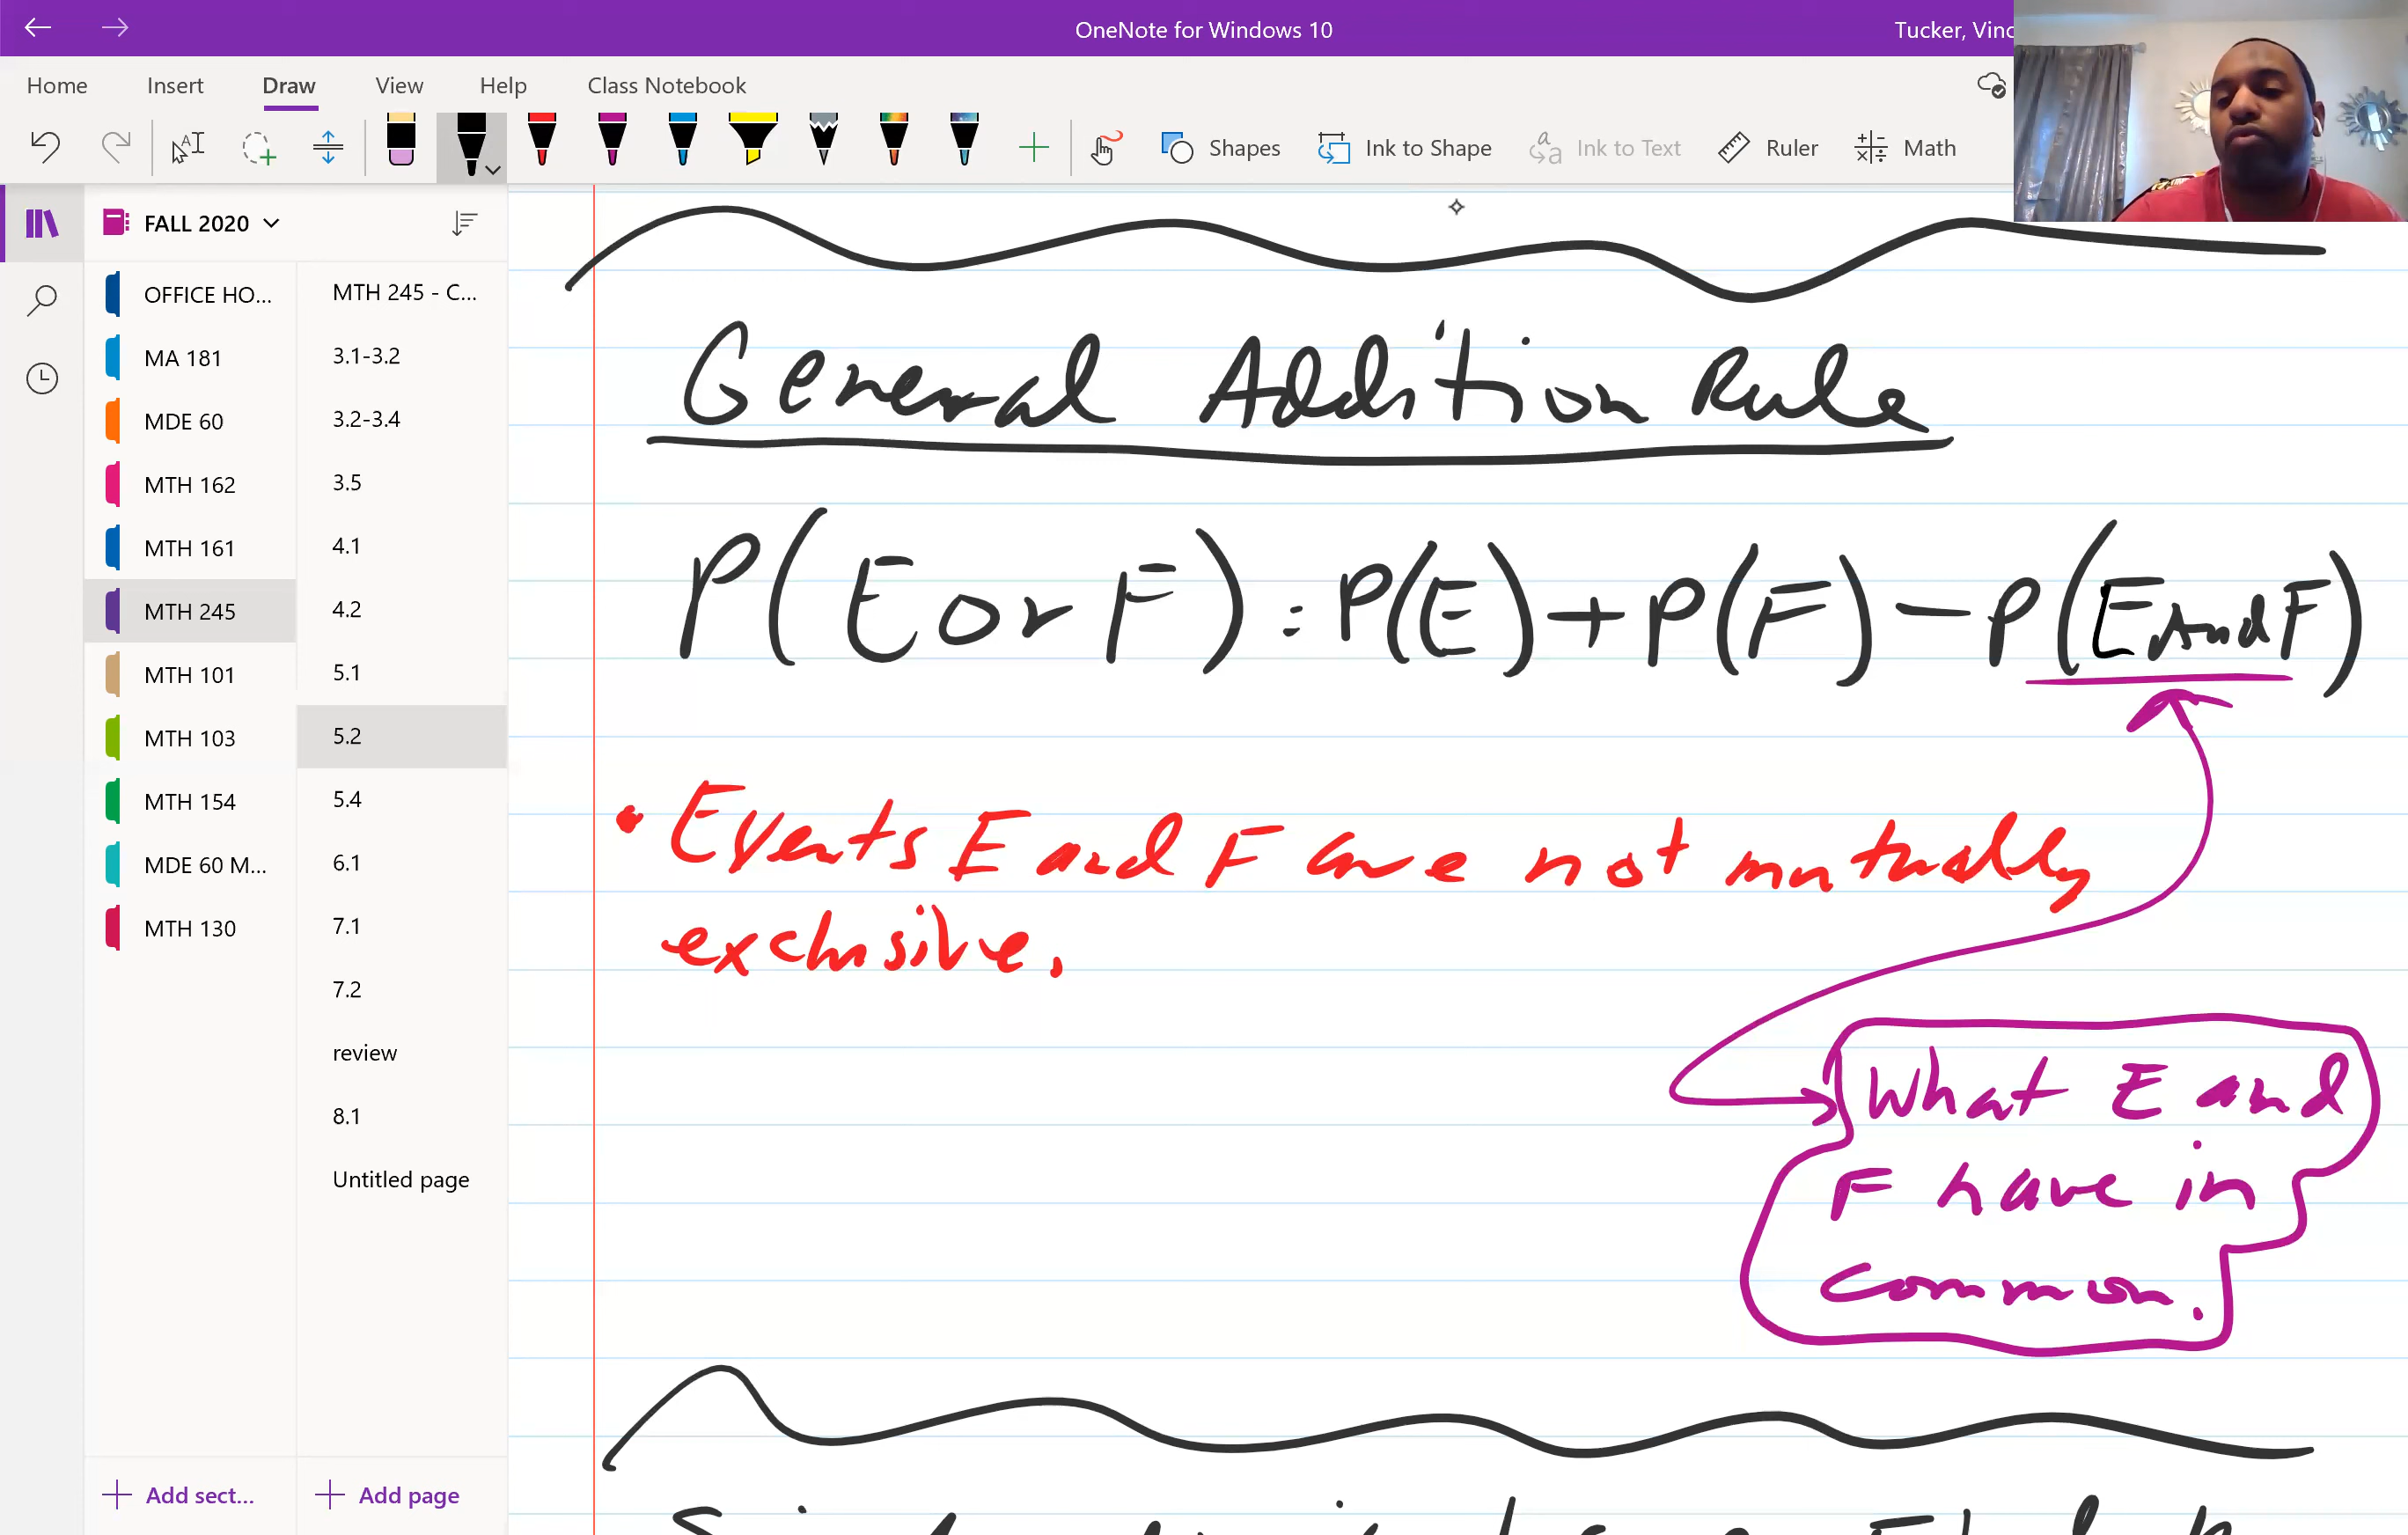 OneNote for Windows 10
Tucker, Vinc
Home Insert Draw View Help Class Notebook
Shapes Ink to Shape Ink to Text Ruler Math
FALL 2020
OFFICE HO...
MA 181
MDE 60
MTH 162
MTH 161
MTH 245
MTH 101
MTH 103
MTH 154
MDE 60 M...
MTH 130
Add sect...
MTH 245 - C...
3.1-3.2
3.2-3.4
3.5
4.1
4.2
5.1
5.2
5.4
6.1
7.1
7.2
review
8.1
Untitled page
Add page
General Addition Rule
P(E or F) = P(E) + P(F) - P(E And F)
• Events E and F are not mutually
exclusive.
What E and
F have in
common.